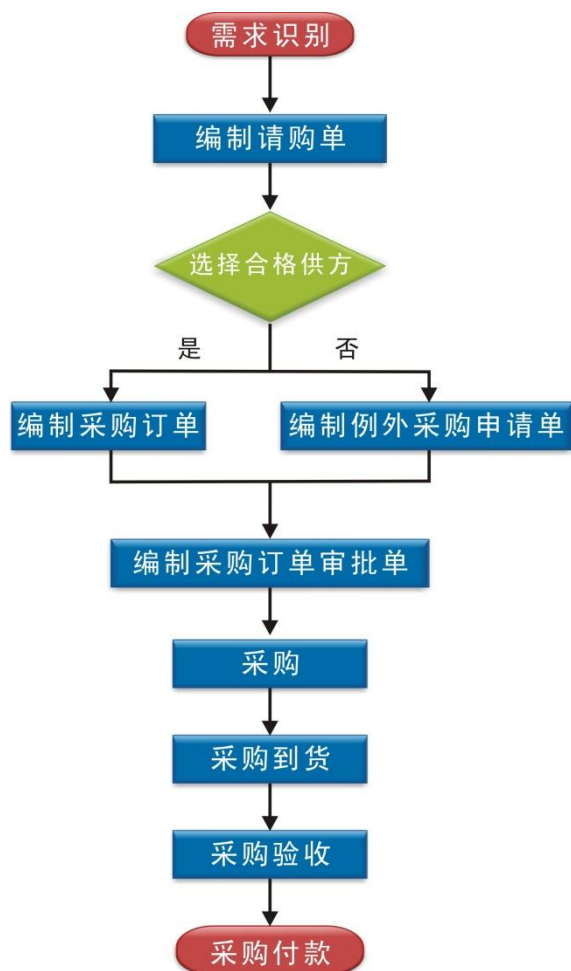 需求识别
编制请购单
选择合格供方
是
否
编制采购订单
编制例外采购申请单
编制采购订单审批单
采购
采购到货
采购验收
采购付款